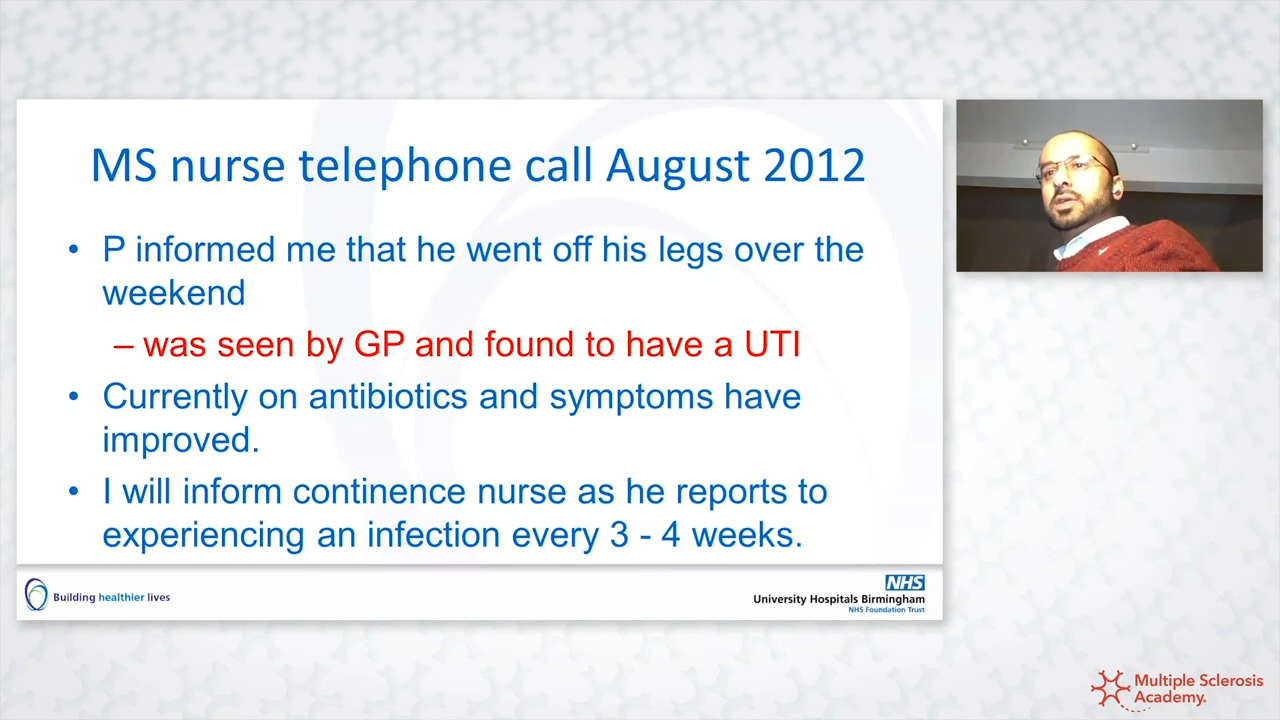 MS nurse telephone call August 2012
• P informed me that he went off his legs over the
weekend
– was seen by GP and found to have a UTI
• Currently on antibiotics and symptoms have
improved.
• I will inform continence nurse as he reports to
experiencing an infection every 3 - 4 weeks.
Building healthier lives
NHS
University Hospitals Birmingham
NHS Foundation Trust
Multiple Sclerosis
Academy.